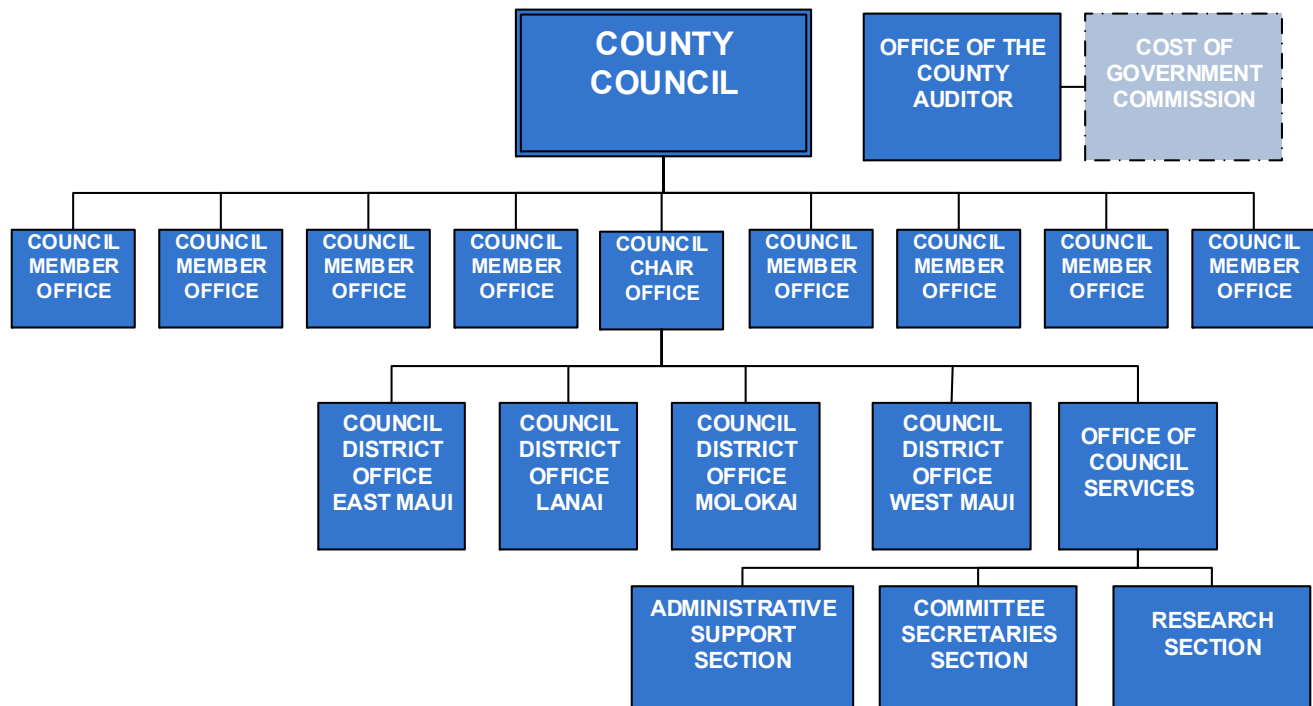 COUNTY
COUNCIL
OFFICE OF THE
COUNTY
AUDITOR
COST OF
GOVERNMENT
COMMISSION
COUNCIL
MEMBER
OFFICE
COUNCIL
MEMBER
OFFICE
COUNCIL
MEMBER
OFFICE
COUNCIL
MEMBER
OFFICE
COUNCIL
CHAIR
OFFICE
COUNCIL
MEMBER
OFFICE
COUNCIL
MEMBER
OFFICE
COUNCIL
MEMBER
OFFICE
COUNCIL
MEMBER
OFFICE
COUNCIL
DISTRICT
OFFICE
EAST MAUI
COUNCIL
DISTRICT
OFFICE
LANAI
COUNCIL
DISTRICT
OFFICE
MOLOKAI
COUNCIL
DISTRICT
OFFICE
WEST MAUI
OFFICE OF
COUNCIL
SERVICES
ADMINISTRATIVE
SUPPORT
SECTION
COMMITTEE
SECRETARIES
SECTION
RESEARCH
SECTION